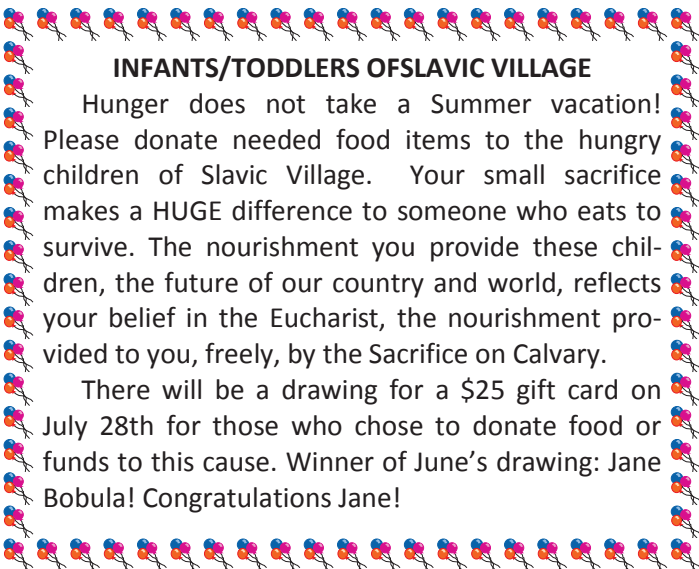 INFANTS/TODDLERS OFSLAVIC VILLAGE
Hunger does not take a Summer vacation!
Please donate needed food items to the hungry
children of Slavic Village. Your small sacrifice
makes a HUGE difference to someone who eats to
survive. The nourishment you provide these chil-
dren, the future of our country and world, reflects
your belief in the Eucharist, the nourishment pro-
vided to you, freely, by the Sacrifice on Calvary.
There will be a drawing for a $25 gift card on
July 28th for those who chose to donate food or
funds to this cause. Winner of June’s drawing: Jane
Bobula! Congratulations Jane!